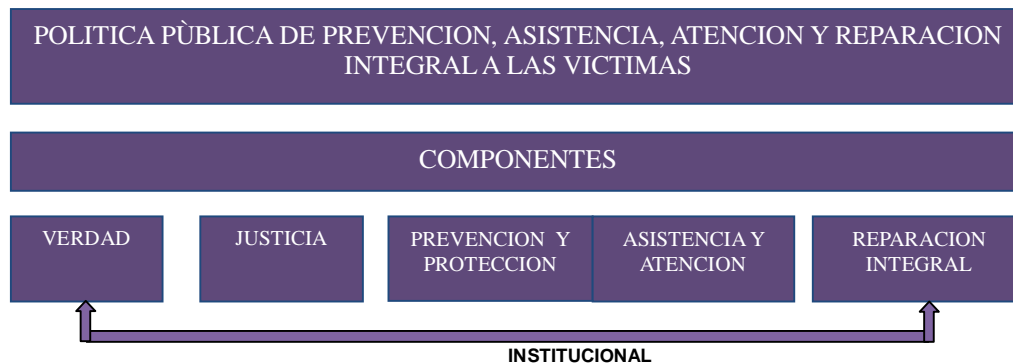 POLITICA PÙBLICA DE PREVENCION, ASISTENCIA, ATENCION Y REPARACION
INTEGRAL A LAS VICTIMAS
COMPONENTES
VERDAD
JUSTICIA
PREVENCION Y
PROTECCION
ASISTENCIA Y
ATENCION
REPARACION
INTEGRAL
INSTITUCIONAL